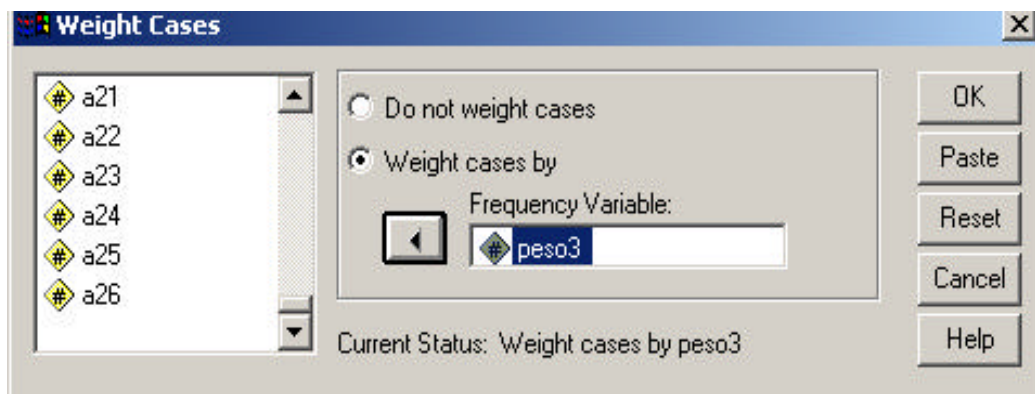 Weight Cases
# a21
# a22
# a23
# a24
# a25
# a26
Do not weight cases
Weight cases by
Frequency Variable:
# peso3
Current Status: Weight cases by peso3
OK
Paste
Reset
Cancel
Help